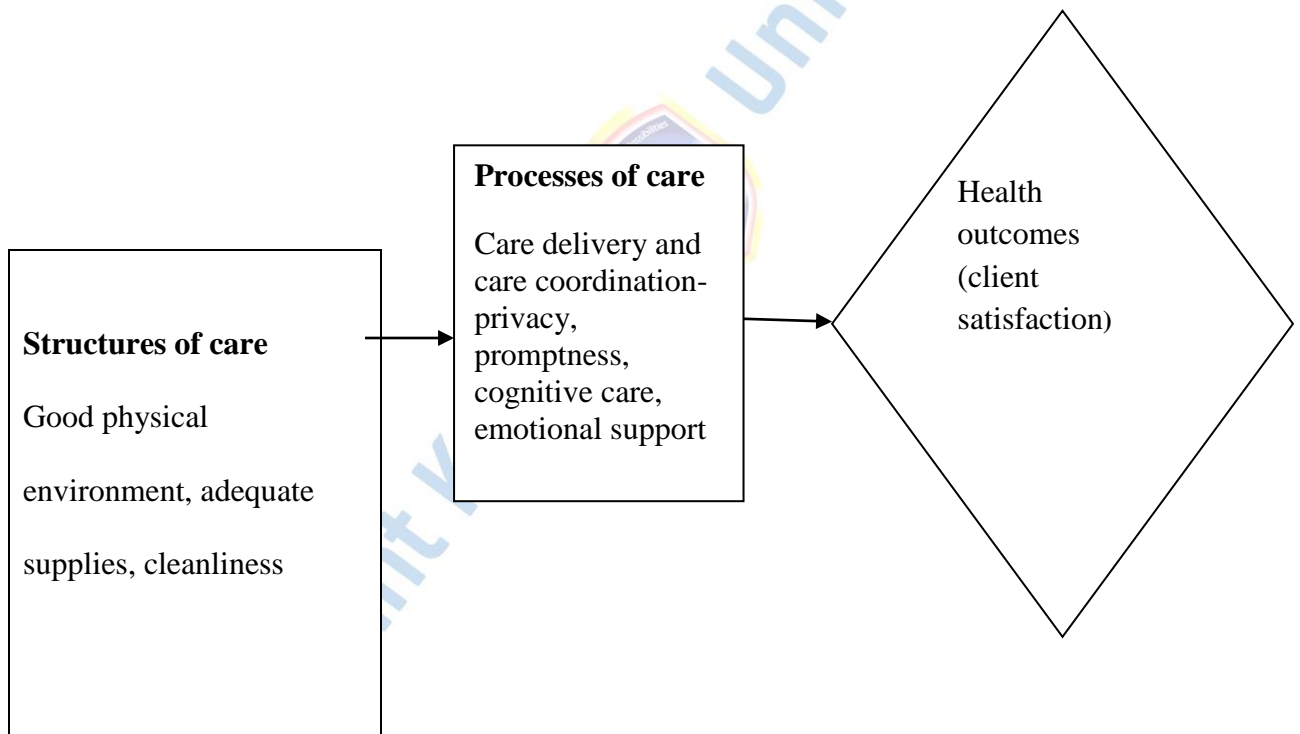 Structures of care
Good physical
environment, adequate
supplies, cleanliness
Processes of care
Care delivery and
care coordination-
privacy,
promptness,
cognitive care,
emotional support
Health
outcomes
(client
satisfaction)